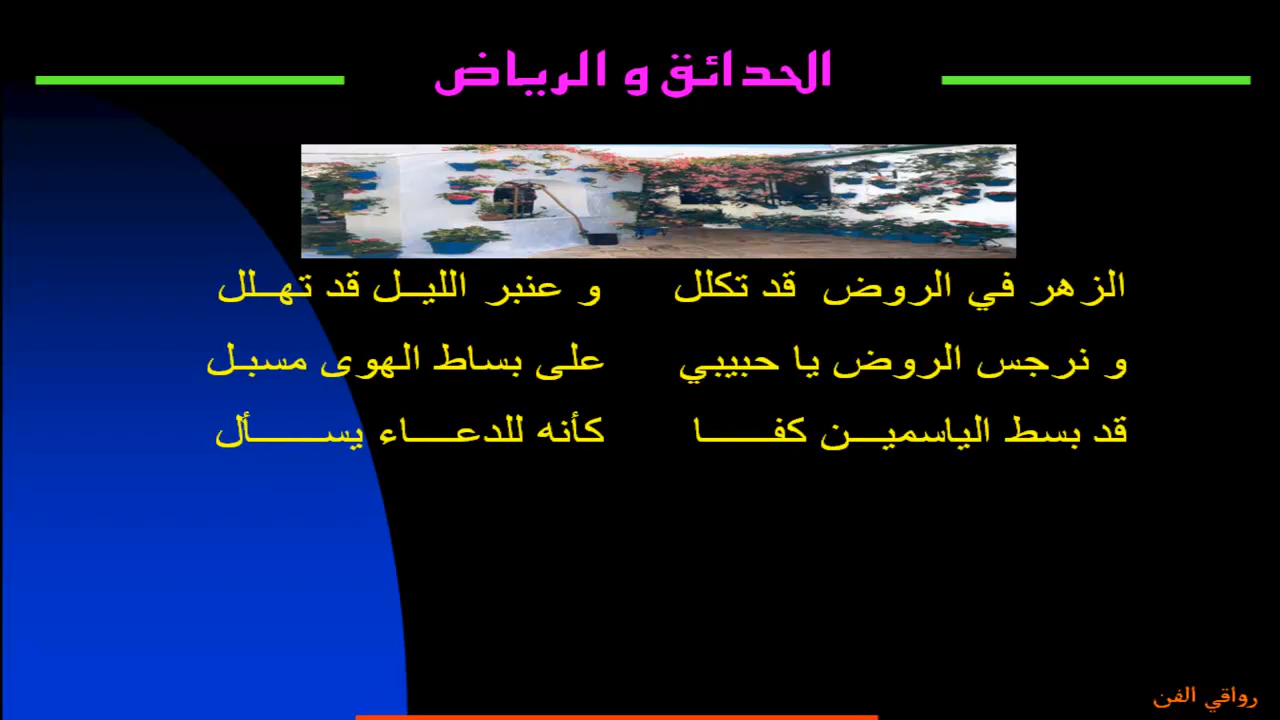 الحدائق و الرياض
الزهر في الروض قد تكلل و عنبر الليل قد تهلل
و نرجس الروض يا حبيبي على بساط الهوى مسبل
قد بسط الياسمين كفا كأنه للدعاء يسأل
رواقي الفن